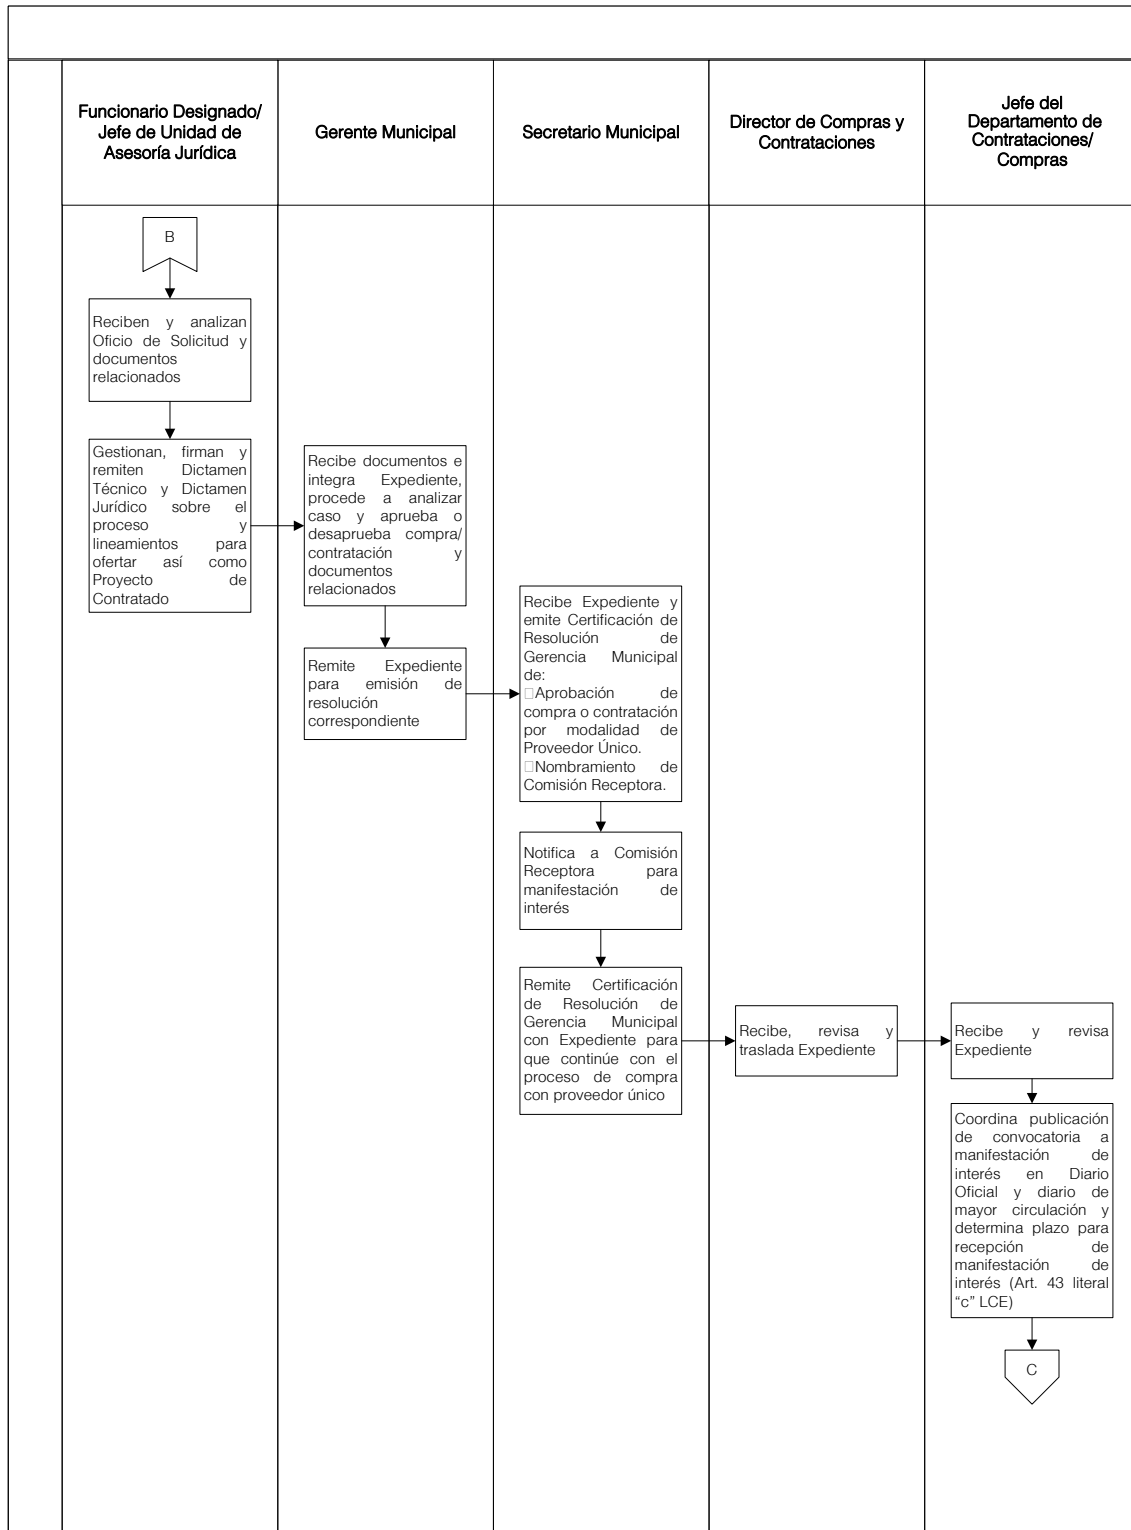 Funcionario Designado/
Jefe de Unidad de
Asesoría Jurídica
Gerente Municipal
Secretario Municipal
Director de Compras y
Contrataciones
Jefe del
Departamento de
Contrataciones/
Compras
B
Reciben y analizan
Oficio de Solicitud y
documentos
relacionados
Gestionan, firman y
remiten Dictamen
Técnico y Dictamen
Jurídico sobre el
proceso y
lineamientos para
ofertar así como
Proyecto de
Contratado
Recibe documentos e
integra Expediente,
procede a analizar
caso y aprueba o
desaprueba compra/
contratación y
documentos
relacionados
Remite Expediente
para emisión de
resolución
correspondiente
Recibe Expediente y
emite Certificación de
Resolución de
Gerencia Municipal
de:
Aprobación de
compra o contratación
por modalidad de
Proveedor Único.
Nombramiento de
Comisión Receptora.
Notifica a Comisión
Receptora para
manifestación de
interés
Remite Certificación
de Resolución de
Gerencia Municipal
con Expediente para
que continúe con el
proceso de compra
con proveedor único
Recibe, revisa y
traslada Expediente
Recibe y revisa
Expediente
Coordina publicación
de convocatoria a
manifestación de
interés en Diario
Oficial y diario de
mayor circulación y
determina plazo para
recepción de
manifestación de
interés (Art. 43 literal
“c” LCE)
C